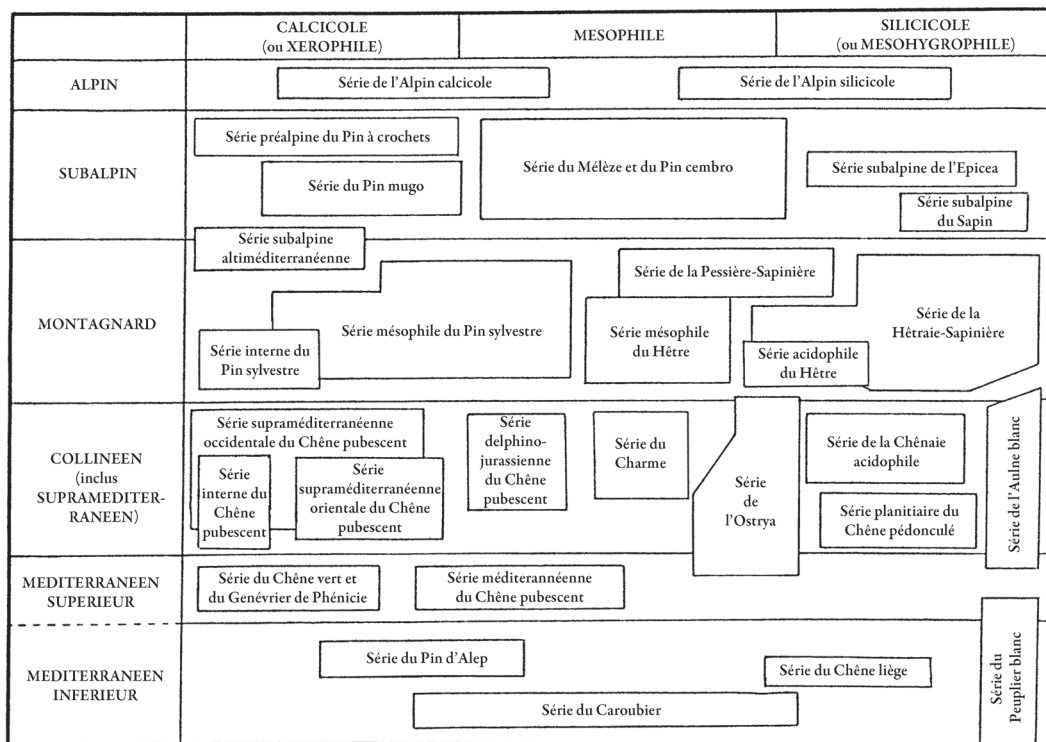 CALCICOLE
(ou XEROPHILE)
MESOPHILE
SILICICOLE
(ou MESOHYGROPHILE)
ALPIN
Série de l'Alpin calcicole
Série de l'Alpin silicicole
SUBALPIN
Série préalpine du Pin à crochets
Série du Pin mugo
Série du Mélèze et du Pin cembro
Série subalpine de l'Epicea
Série subalpine
du Sapin
Série subalpine
altiméditerranéenne
MONTAGNARD
Série mésophile du Pin sylvestre
Série interne du
Pin sylvestre
Série de la Pessière-Sapinière
Série mésophile
du Hêtre
Série acidophile
du Hêtre
Série de la
Hêtraie-Sapinière
COLLINEEN
(inclus
SUPRAMEDITER-
RANEEN)
Série supraméditerranéenne
occidentale du Chêne pubescent
Série
interne du
Chêne
pubescent
Série
supraméditerranéenne
orientale du Chêne
pubescent
Série
delphino-
jurassienne
du Chêne
pubescent
Série du
Charme
Série
de
l'Ostrya
Série de la Chênaie
acidophile
Série planitiaire du
Chêne pédonculé
Série de l'Aulne blanc
MEDITERRANEEN
SUPERIEUR
Série du Chêne vert et
du Genévrier de Phénicie
Série méditerannéenne
du Chêne pubescent
MEDITERRANEEN
INFERIEUR
Série du Pin d'Alep
Série du Caroubier
Série du Chêne liège
Série du
Peuplier blanc